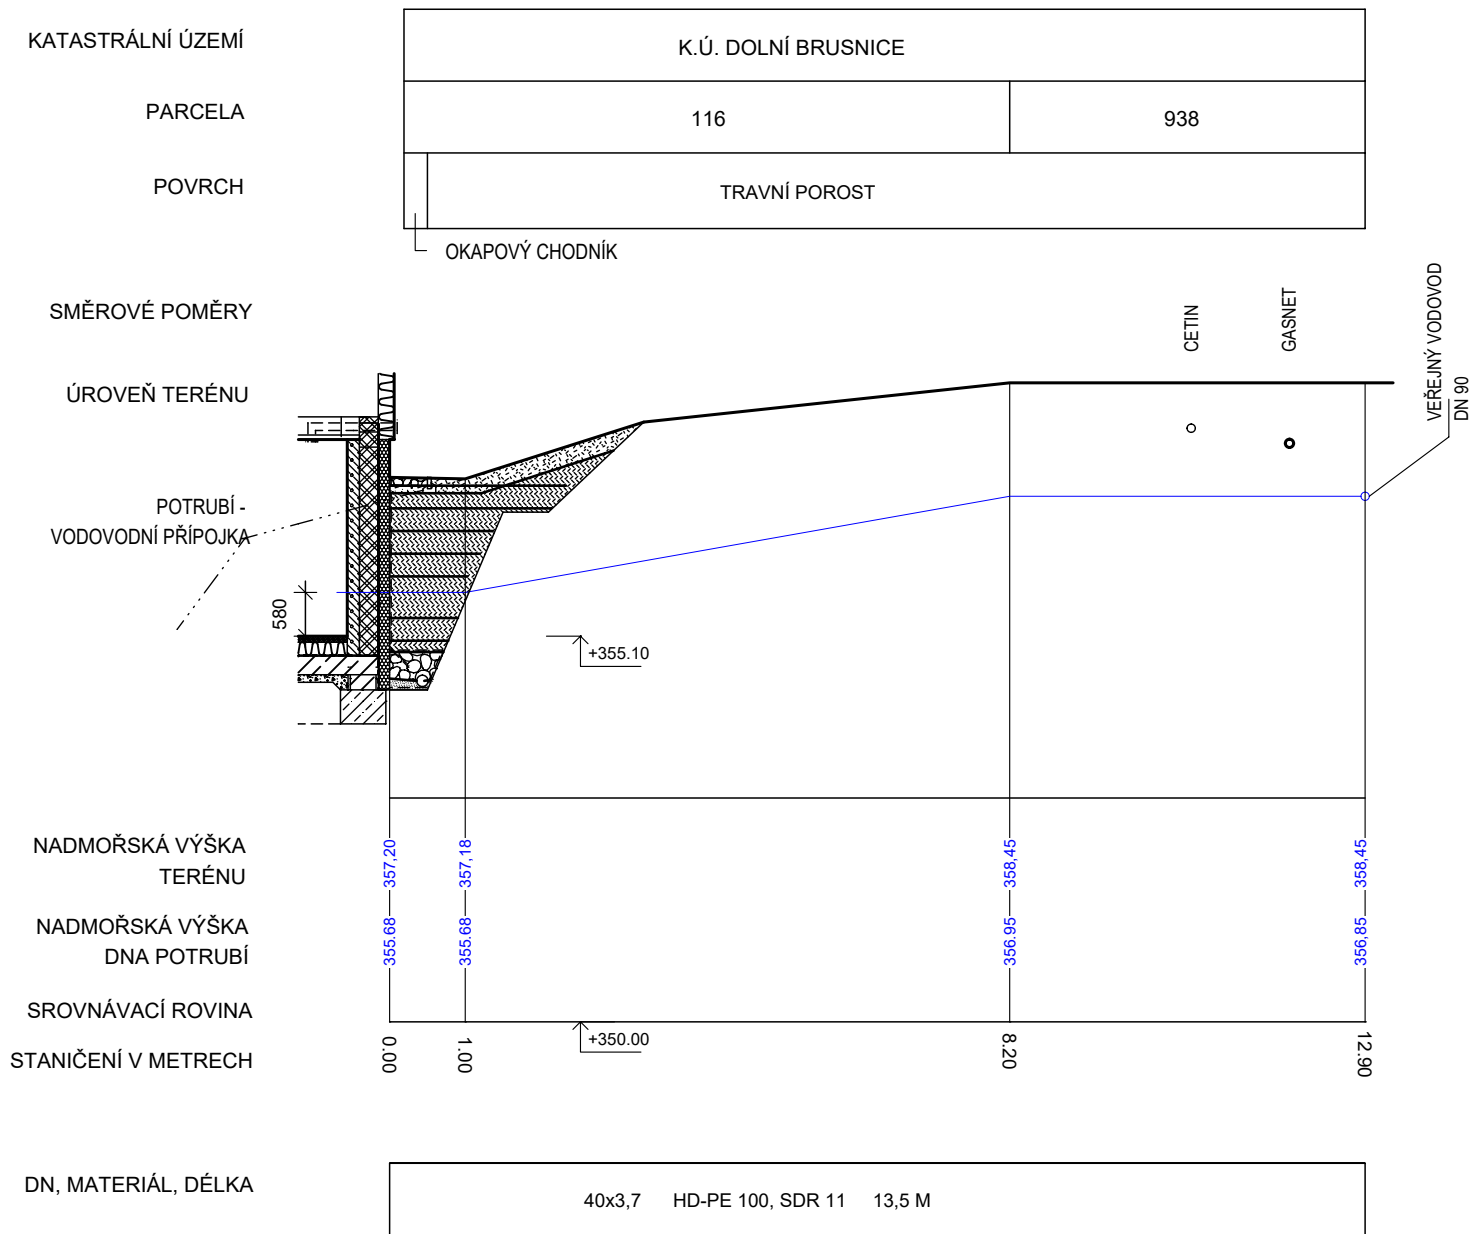 KATASTRÁLNÍ ÚZEMÍ
K.Ú. DOLNÍ BRUSNICE
PARCELA
116
938
POVRCH
TRAVNÍ POROST
OKAPOVÝ CHODNÍK
SMĚROVÉ POMĚRY
CETIN
GASNET
VEŘEJNÝ VODOVOD
DN 90
ÚROVEŇ TERÉNU
POTRUBÍ -
VODOVODNÍ PŘÍPOJKA
580
+355.10
NADMOŘSKÁ VÝŠKA
TERÉNU
357,20
357,18
358,45
358,45
NADMOŘSKÁ VÝŠKA
DNA POTRUBÍ
355.68
355.68
356.95
356,85
SROVNÁVACÍ ROVINA
+350.00
STANIČENÍ V METRECH
0.00
1.00
8.20
12.90
DN, MATERIÁL, DÉLKA
40x3,7 HD-PE 100, SDR 11 13,5 M